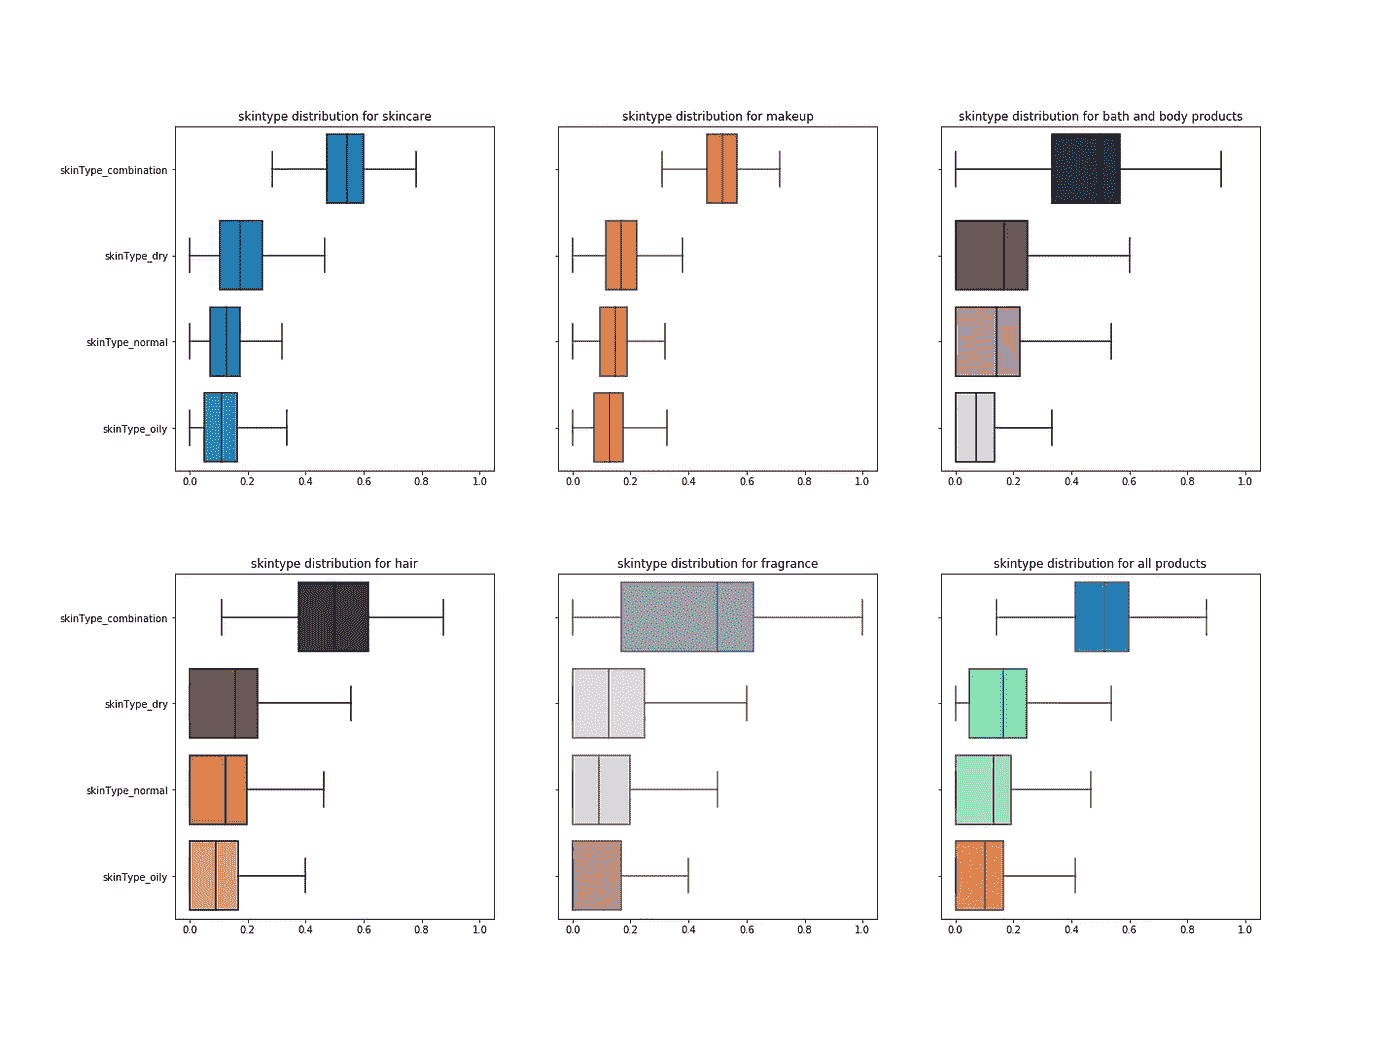 skintype distribution for skincare
skinType_combination
skinType_dry
skinType_normal
skinType_oily
0.0 0.2 0.4 0.6 0.8 1.0
skintype distribution for makeup
0.0 0.2 0.4 0.6 0.8 1.0
skintype distribution for bath and body products
0.0 0.2 0.4 0.6 0.8 1.0
skintype distribution for hair
skinType_combination
skinType_dry
skinType_normal
skinType_oily
0.0 0.2 0.4 0.6 0.8 1.0
skintype distribution for fragrance
0.0 0.2 0.4 0.6 0.8 1.0
skintype distribution for all products
0.0 0.2 0.4 0.6 0.8 1.0